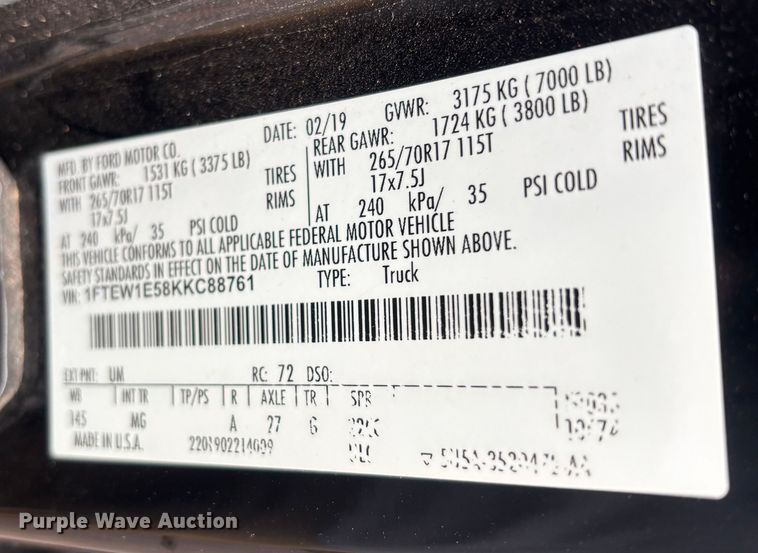 MFD. BY FORD MOTOR CO.
DATE: 02/19 GVWR: 3175 KG ( 7000 LB)
FRONT GAWR: 1531 KG ( 3375 LB) REAR GAWR: 1724 KG ( 3800 LB)
WITH 265/70R17 115T TIRES WITH 265/70R17 115T TIRES
17x7.5J RIMS 17x7.5J RIMS
AT 240 kPa/ 35 PSI COLD AT 240 kPa/ 35 PSI COLD
THIS VEHICLE CONFORMS TO ALL APPLICABLE FEDERAL MOTOR VEHICLE
SAFETY STANDARDS IN EFFECT ON THE DATE OF MANUFACTURE SHOWN ABOVE.
VIN: 1FTEW1E58KKC88761 TYPE: Truck
EXT PNT: UM RC: 72 DSO:
WB INT TR TP/PS R AXLE TR SPR
145 MG A 27 G
MADE IN U.S.A.
Purple Wave Auction